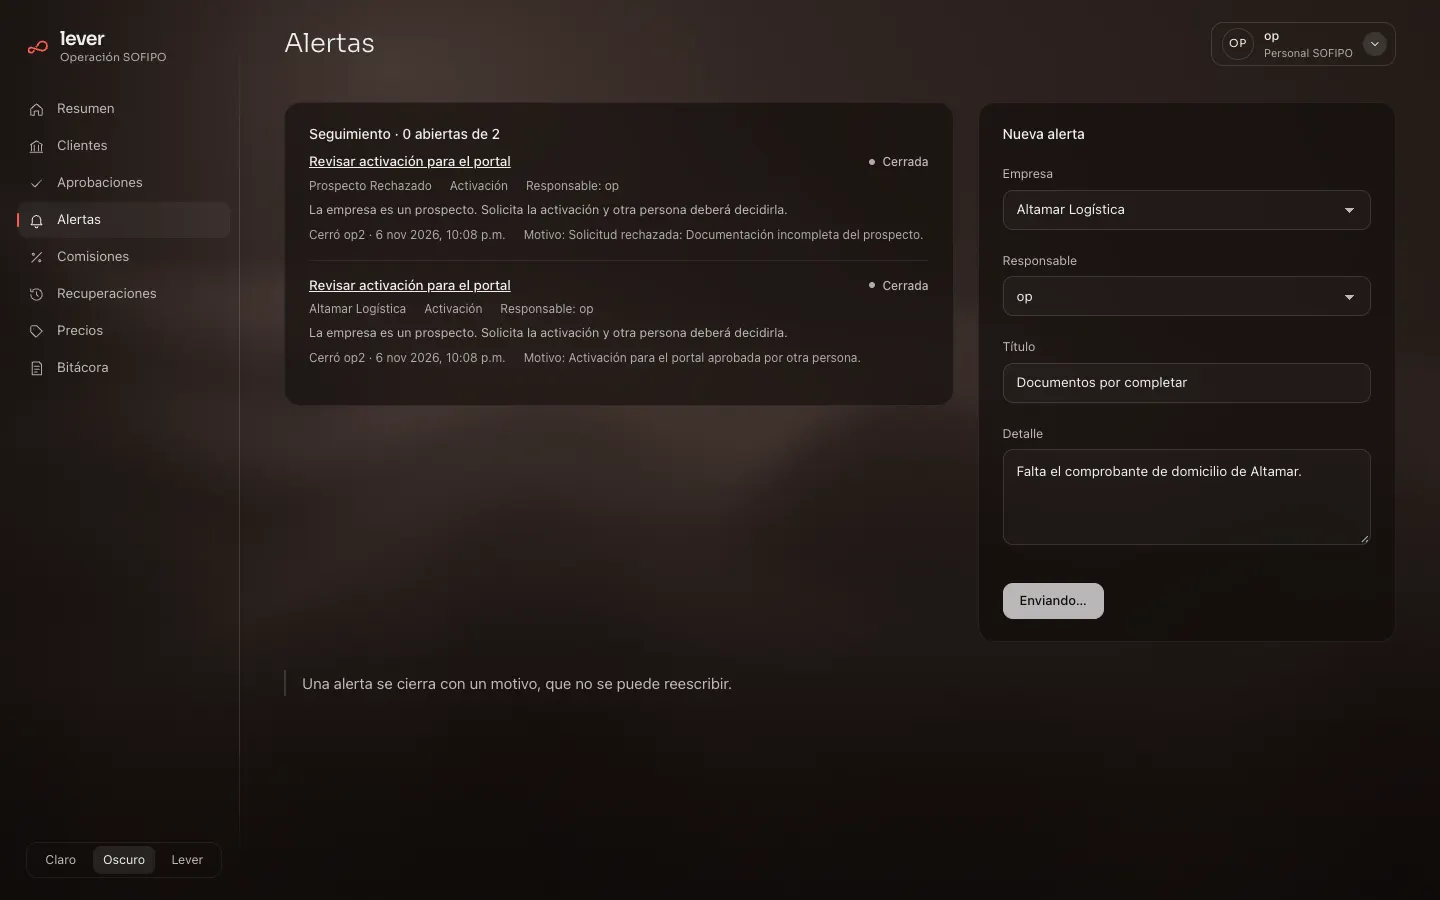 lever
Operación SOFIPO
Resumen
Clientes
Aprobaciones
Alertas
Comisiones
Recuperaciones
Precios
Bitácora
Claro Oscuro Lever
Alertas
OP
op
Personal SOFIPO
Seguimiento · 0 abiertas de 2
Revisar activación para el portal Cerrada
Prospecto Rechazado Activación Responsable: op
La empresa es un prospecto. Solicita la activación y otra persona deberá decidirla.
Cerró op2 · 6 nov 2026, 10:08 p.m. Motivo: Solicitud rechazada: Documentación incompleta del prospecto.
Revisar activación para el portal Cerrada
Altamar Logística Activación Responsable: op
La empresa es un prospecto. Solicita la activación y otra persona deberá decidirla.
Cerró op2 · 6 nov 2026, 10:08 p.m. Motivo: Activación para el portal aprobada por otra persona.
Nueva alerta
Empresa
Altamar Logística
Responsable
op
Título
Documentos por completar
Detalle
Falta el comprobante de domicilio de Altamar.
Enviando...
Una alerta se cierra con un motivo, que no se puede reescribir.